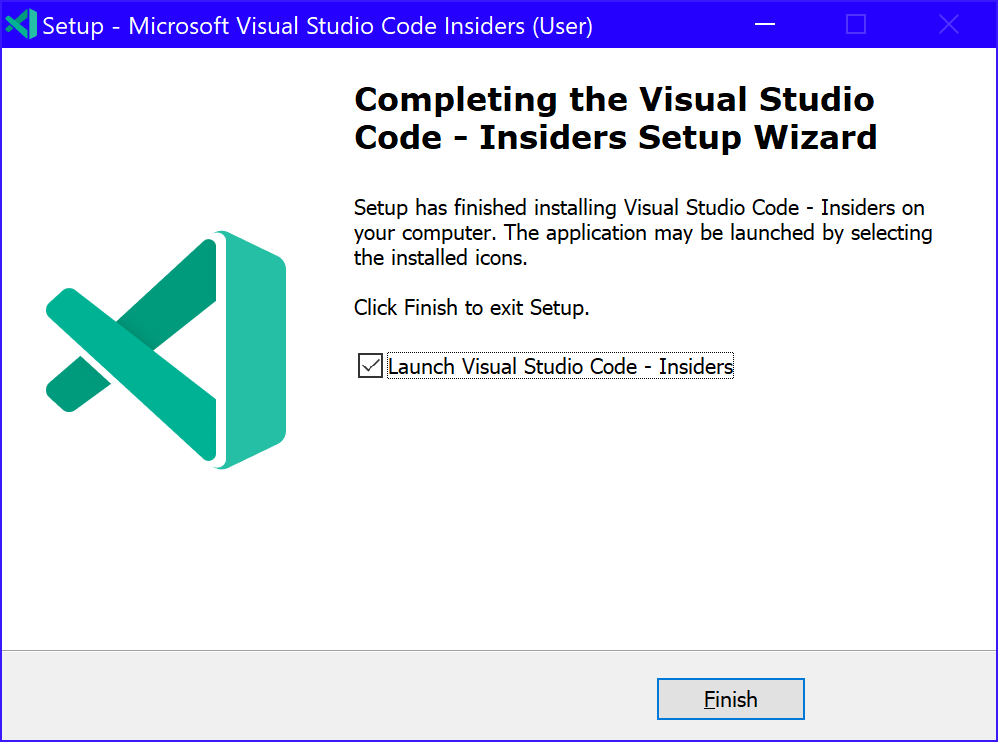 Setup - Microsoft Visual Studio Code Insiders (User)
Completing the Visual Studio
Code - Insiders Setup Wizard
Setup has finished installing Visual Studio Code - Insiders on
your computer. The application may be launched by selecting
the installed icons.
Click Finish to exit Setup.
Launch Visual Studio Code - Insiders
Finish